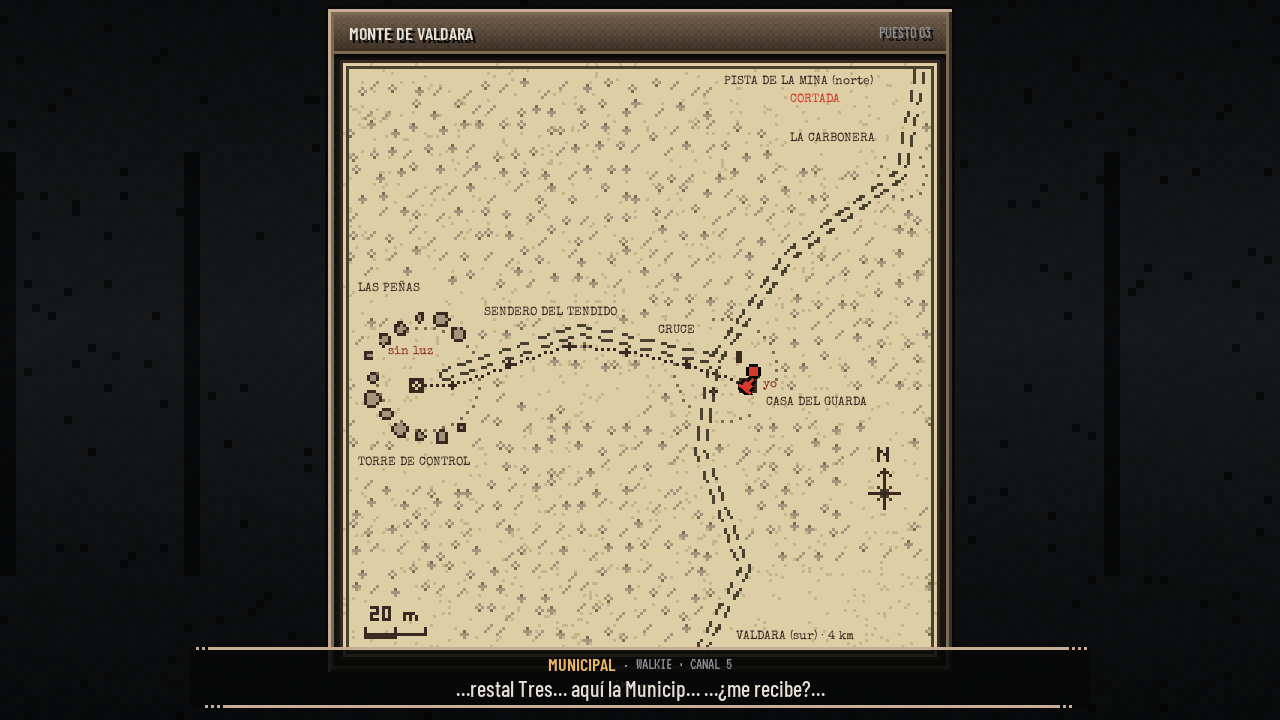 MONTE DE VALDARA
PUESTO 03
PISTA DE LA MINA (norte)
CORTADA
LA CARBONERA
LAS PEÑAS
SENDERO DEL TENDIDO
CRUCE
sin luz
yo
CASA DEL GUARDA
TORRE DE CONTROL
N
20 m
VALDARA (sur) · 4 km
MUNICIPAL · WALKIE · CANAL 5
...restal Tres... aquí la Municip... ...¿me recibe?...